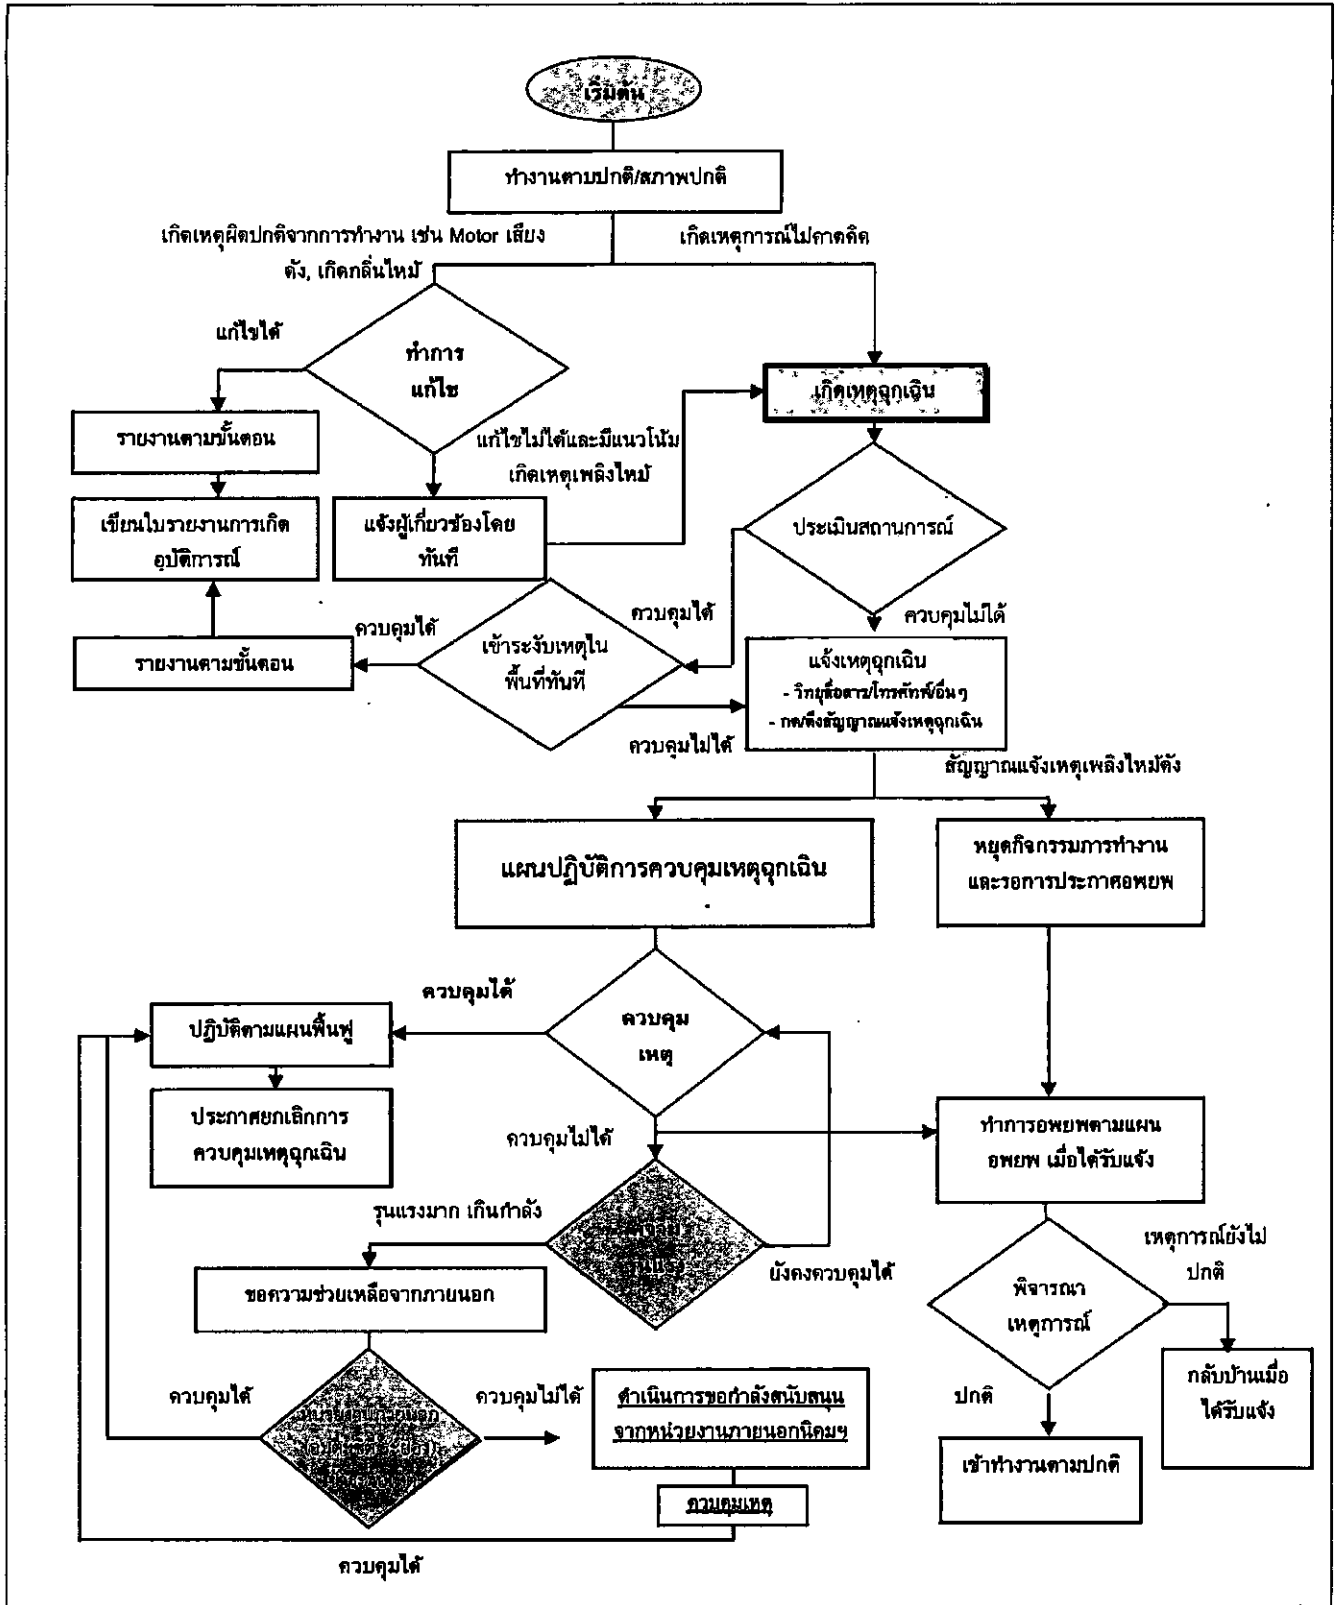 เริ่มต้น
ทำงานตามปกติ/สภาพปกติ
เกิดเหตุผิดปกติจากการทำงาน เช่น Motor เสียง
ดัง, เกิดกลิ่นไหม้
เกิดเหตุการณ์ไม่คาดคิด
แก้ไขได้
ทำการ
แก้ไข
เกิดเหตุฉุกเฉิน
รายงานตามขั้นตอน
แก้ไขไม่ได้และมีแนวโน้ม
เกิดเหตุเพลิงไหม้
เขียนใบรายงานการเกิด
อุบัติการณ์
แจ้งผู้เกี่ยวข้องโดย
ทันที
ประเมินสถานการณ์
ควบคุมได้
ควบคุมไม่ได้
ควบคุมได้
รายงานตามขั้นตอน
เข้าระงับเหตุใน
พื้นที่ทันที
แจ้งเหตุฉุกเฉิน
- วิทยุสื่อสาร/โทรศัพท์/อื่นๆ
- กด/ดึงสัญญาณแจ้งเหตุฉุกเฉิน
ควบคุมไม่ได้
สัญญาณแจ้งเหตุเพลิงไหม้ดัง
แผนปฏิบัติการควบคุมเหตุฉุกเฉิน
หยุดกิจกรรมการทำงาน
และรอการประกาศอพยพ
ควบคุมได้
ปฏิบัติตามแผนฟื้นฟู
ควบคุม
เหตุ
ประกาศยกเลิกการ
ควบคุมเหตุฉุกเฉิน
ควบคุมไม่ได้
ทำการอพยพตามแผน
อพยพ เมื่อได้รับแจ้ง
รุนแรงมาก เกินกำลัง
ยังคงควบคุมได้
เหตุการณ์ยังไม่
ปกติ
ขอความช่วยเหลือจากภายนอก
พิจารณา
เหตุการณ์
ควบคุมได้
ควบคุมไม่ได้
ดำเนินการขอกำลังสนับสนุน
จากหน่วยงานภายนอกนิคมฯ
ปกติ
กลับบ้านเมื่อ
ได้รับแจ้ง
หน่วยงานภายนอก
เข้าทำงานตามปกติ
ควบคุมเหตุ
ควบคุมได้